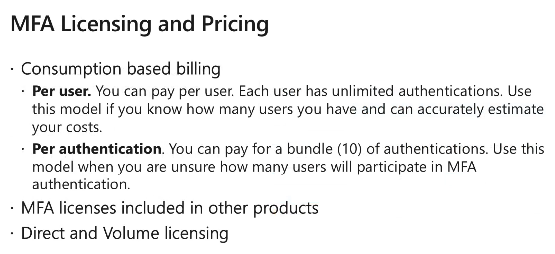 MFA Licensing and Pricing
· Consumption based billing
· Per user. You can pay per user. Each user has unlimited authentications. Use
this model if you know how many users you have and can accurately estimate
your costs.
· Per authentication. You can pay for a bundle (10) of authentications. Use this
model when you are unsure how many users will participate in MFA
authentication.
· MFA licenses included in other products
· Direct and Volume licensing